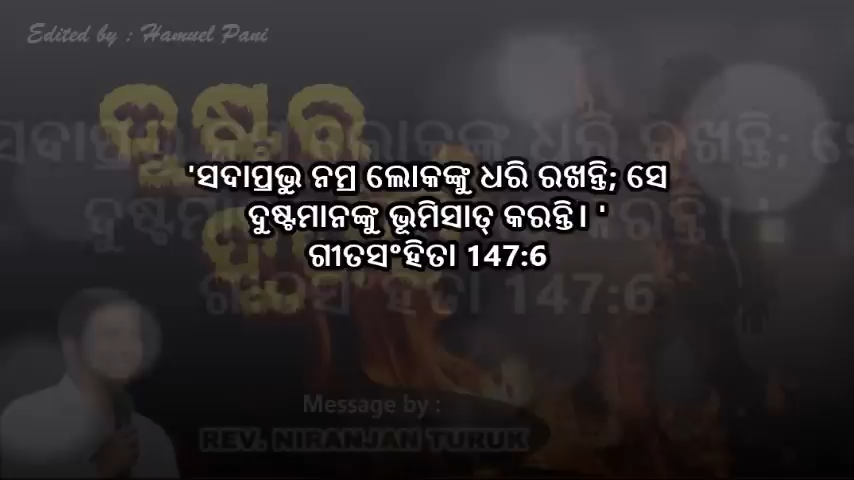 Edited by : Hamuel Pani
'ସଦାପ୍ରଭୁ ନମ୍ର ଲୋକଙ୍କୁ ଧରି ରଖନ୍ତି; ସେ
ଦୁଷ୍ଟମାନଙ୍କୁ ଭୂମିସାତ୍ କରନ୍ତି। '
ଗୀତସଂହିତା 147:6
Message by :
REV. NIRANJAN TURUK